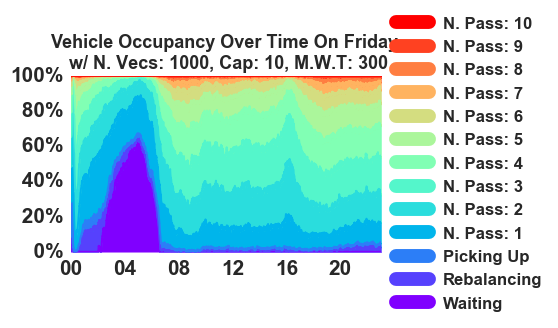 Vehicle Occupancy Over Time On Friday
w/ N. Vecs: 1000, Cap: 10, M.W.T: 300
100%
80%
60%
40%
20%
0%
00 04 08 12 16 20
N. Pass: 10
N. Pass: 9
N. Pass: 8
N. Pass: 7
N. Pass: 6
N. Pass: 5
N. Pass: 4
N. Pass: 3
N. Pass: 2
N. Pass: 1
Picking Up
Rebalancing
Waiting